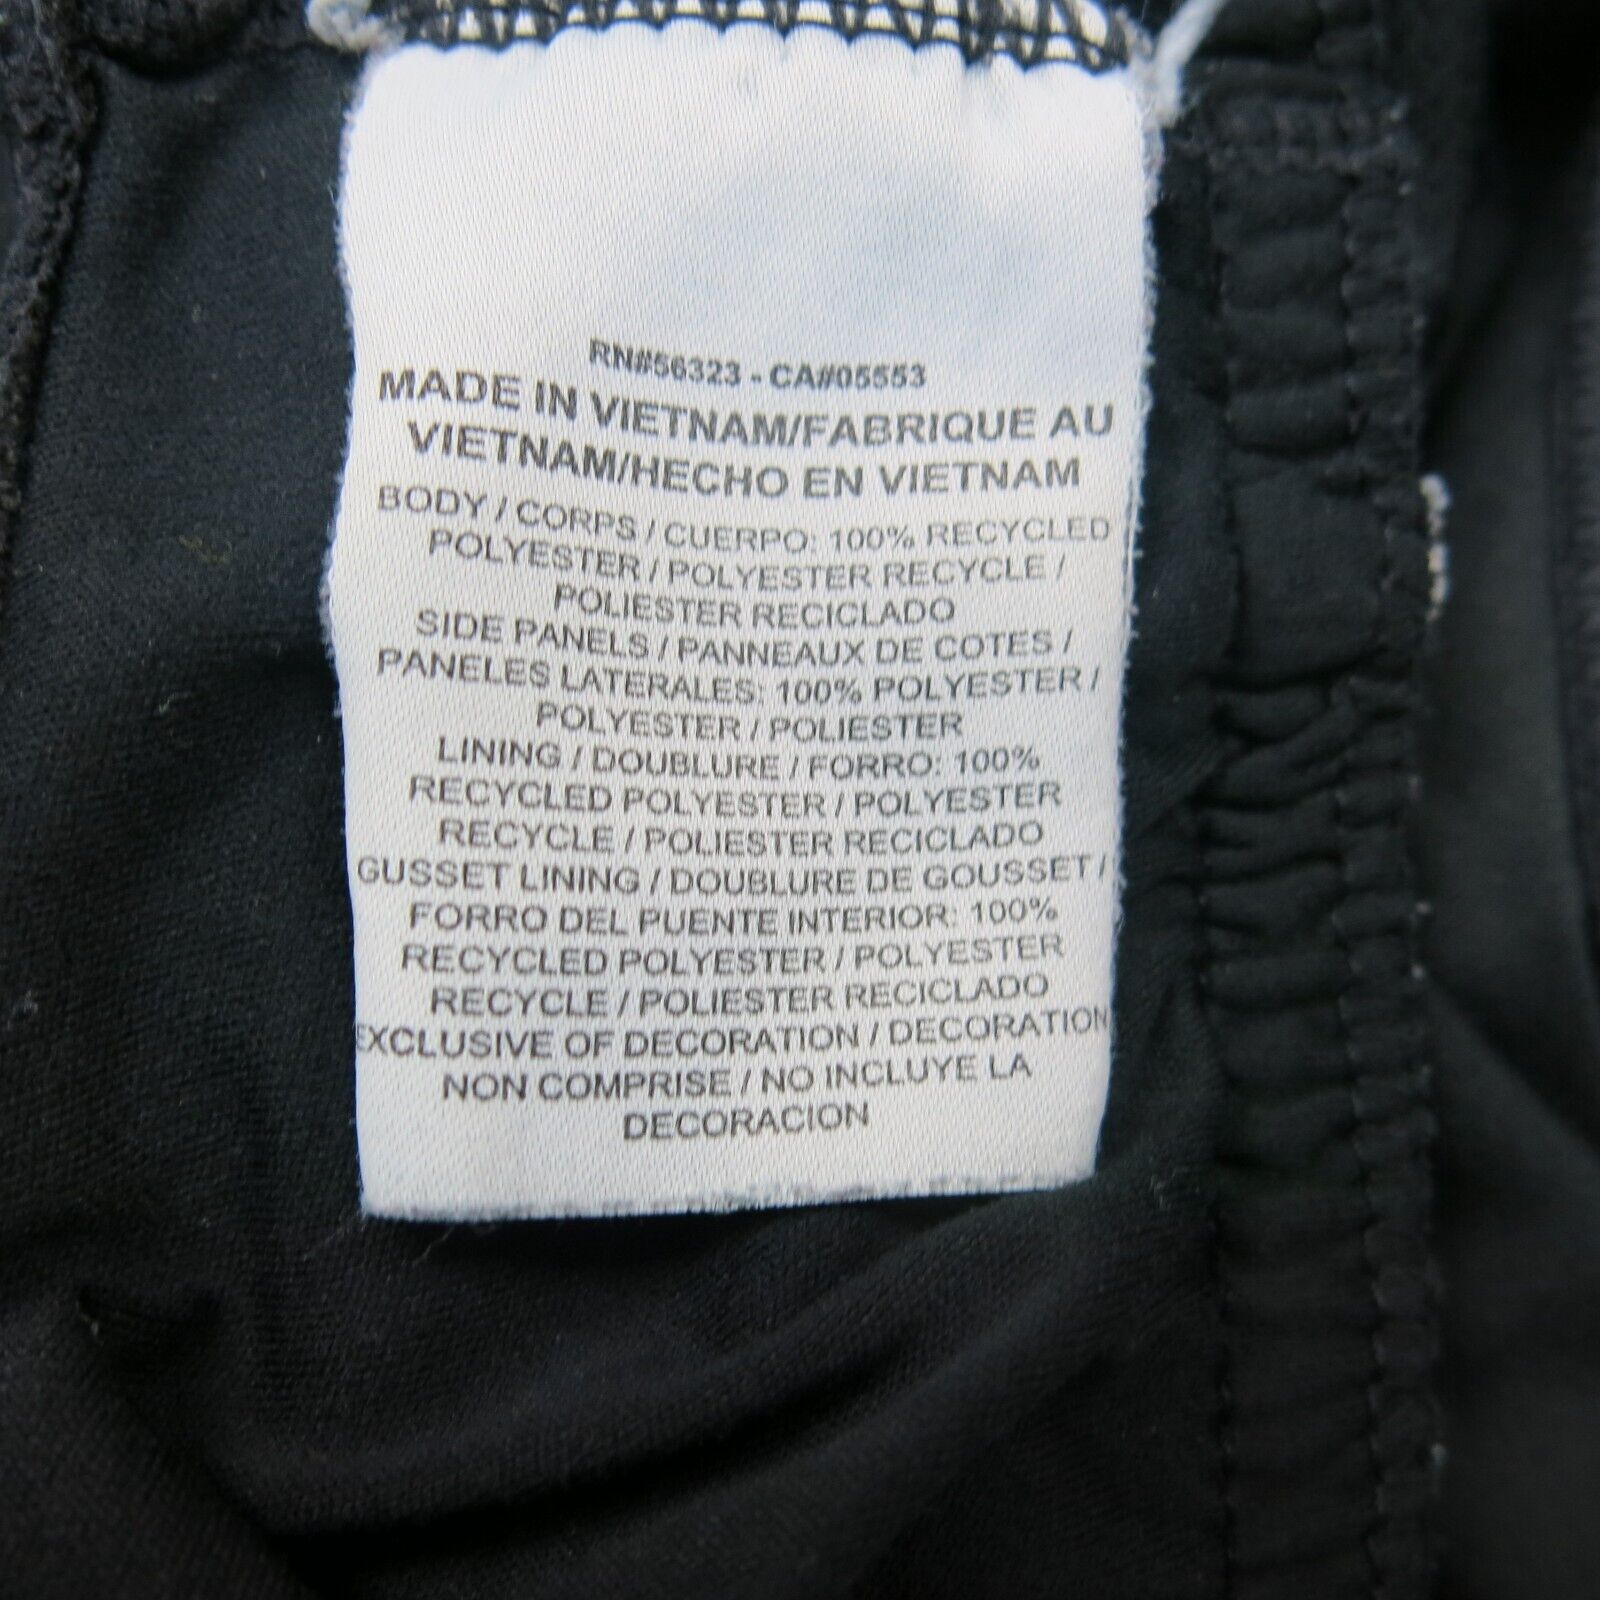 RN#56323 - CA#05553
MADE IN VIETNAM/FABRIQUE AU
VIETNAM/HECHO EN VIETNAM
BODY / CORPS / CUERPO: 100% RECYCLED
POLYESTER / POLYESTER RECYCLE /
POLIESTER RECICLADO
SIDE PANELS / PANNEAUX DE COTES /
PANELES LATERALES: 100% POLYESTER /
POLYESTER / POLIESTER
LINING / DOUBLURE / FORRO: 100%
RECYCLED POLYESTER / POLYESTER
RECYCLE / POLIESTER RECICLADO
GUSSET LINING / DOUBLURE DE GOUSSET /
FORRO DEL PUENTE INTERIOR: 100%
RECYCLED POLYESTER / POLYESTER
RECYCLE / POLIESTER RECICLADO
EXCLUSIVE OF DECORATION / DECORATION
NON COMPRISE / NO INCLUYE LA
DECORACION